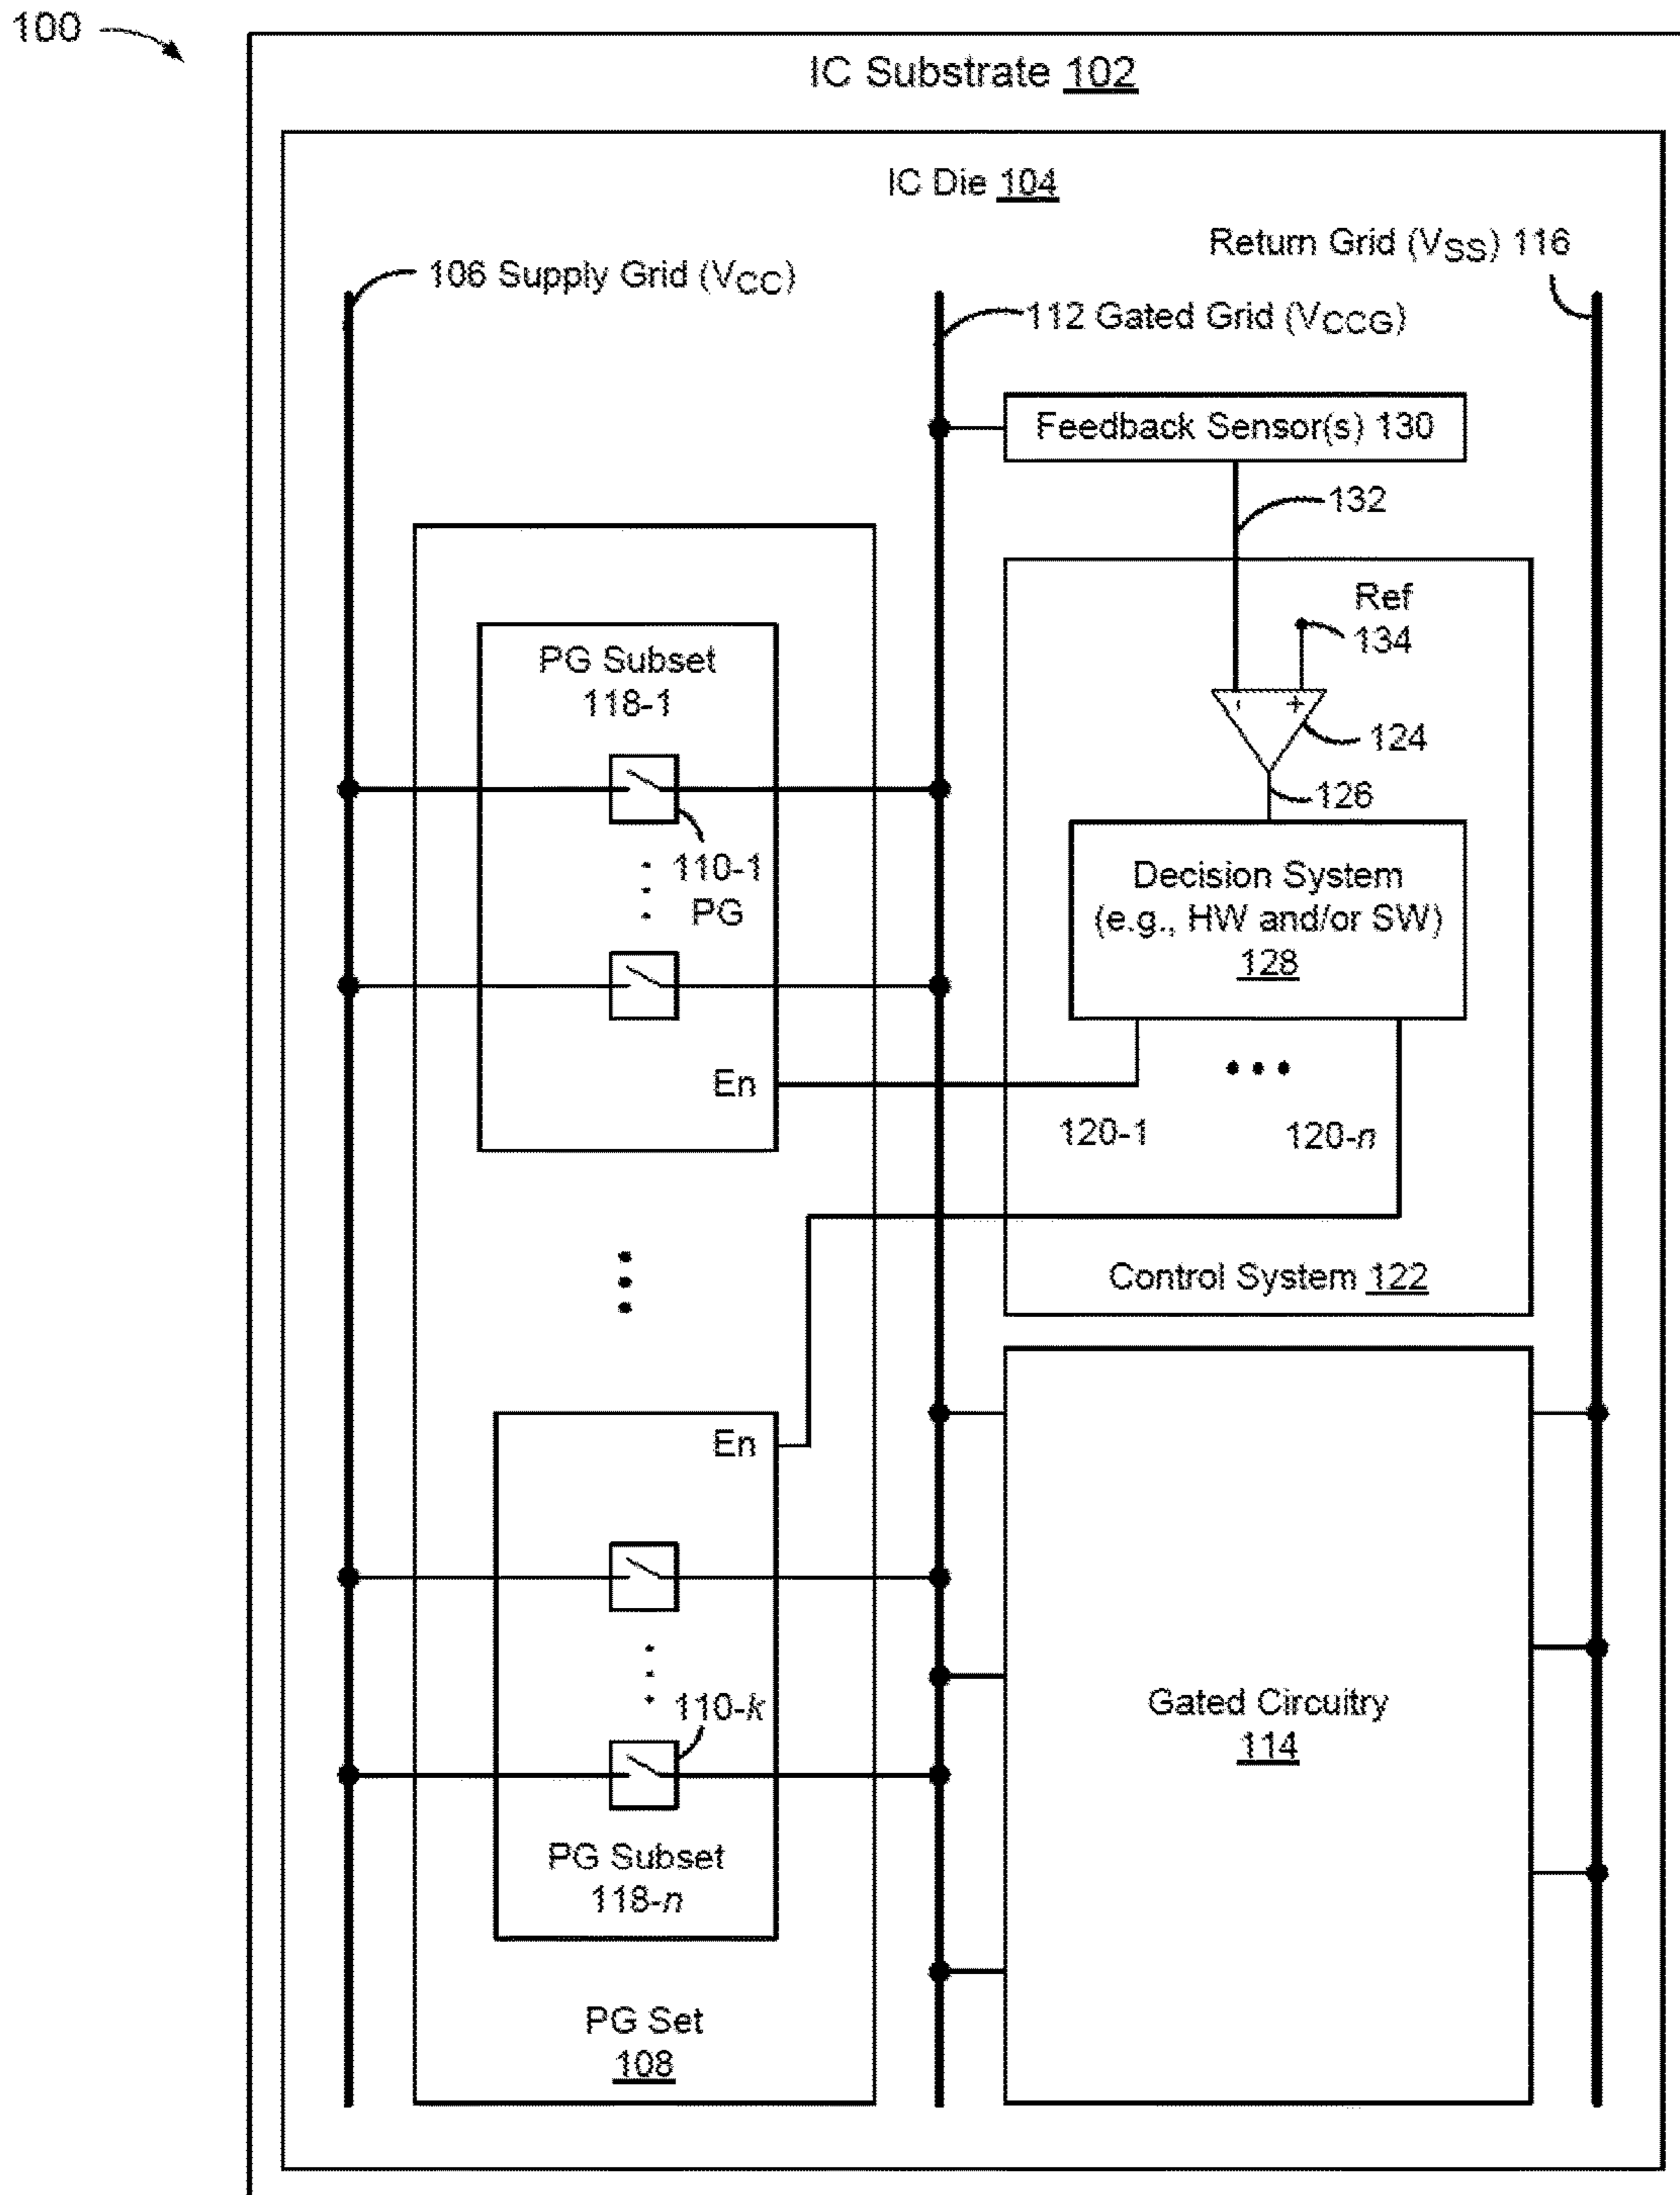 100
IC Substrate 102
IC Die 104
Return Grid (VSS) 116
106 Supply Grid (VCC)
112 Gated Grid (VCCG)
Feedback Sensor(s) 130
132
Ref
134
PG Subset
118-1
- +
124
126
110-1
PG
Decision System
(e.g., HW and/or SW)
128
En
120-1
120-n
Control System 122
En
110-k
Gated Circuitry
114
PG Subset
118-n
PG Set
108